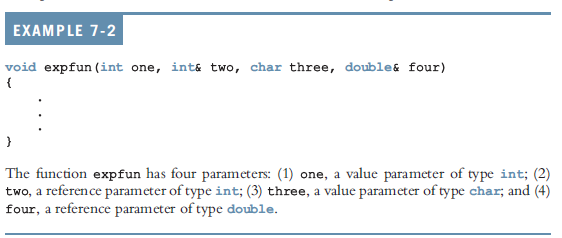 EXAMPLE 7-2
void expfun(int one, int& two, char three, double& four)
{
.
.
.
}
The function expfun has four parameters: (1) one, a value parameter of type int; (2)
two, a reference parameter of type int; (3) three, a value parameter of type char; and (4)
four, a reference parameter of type double.